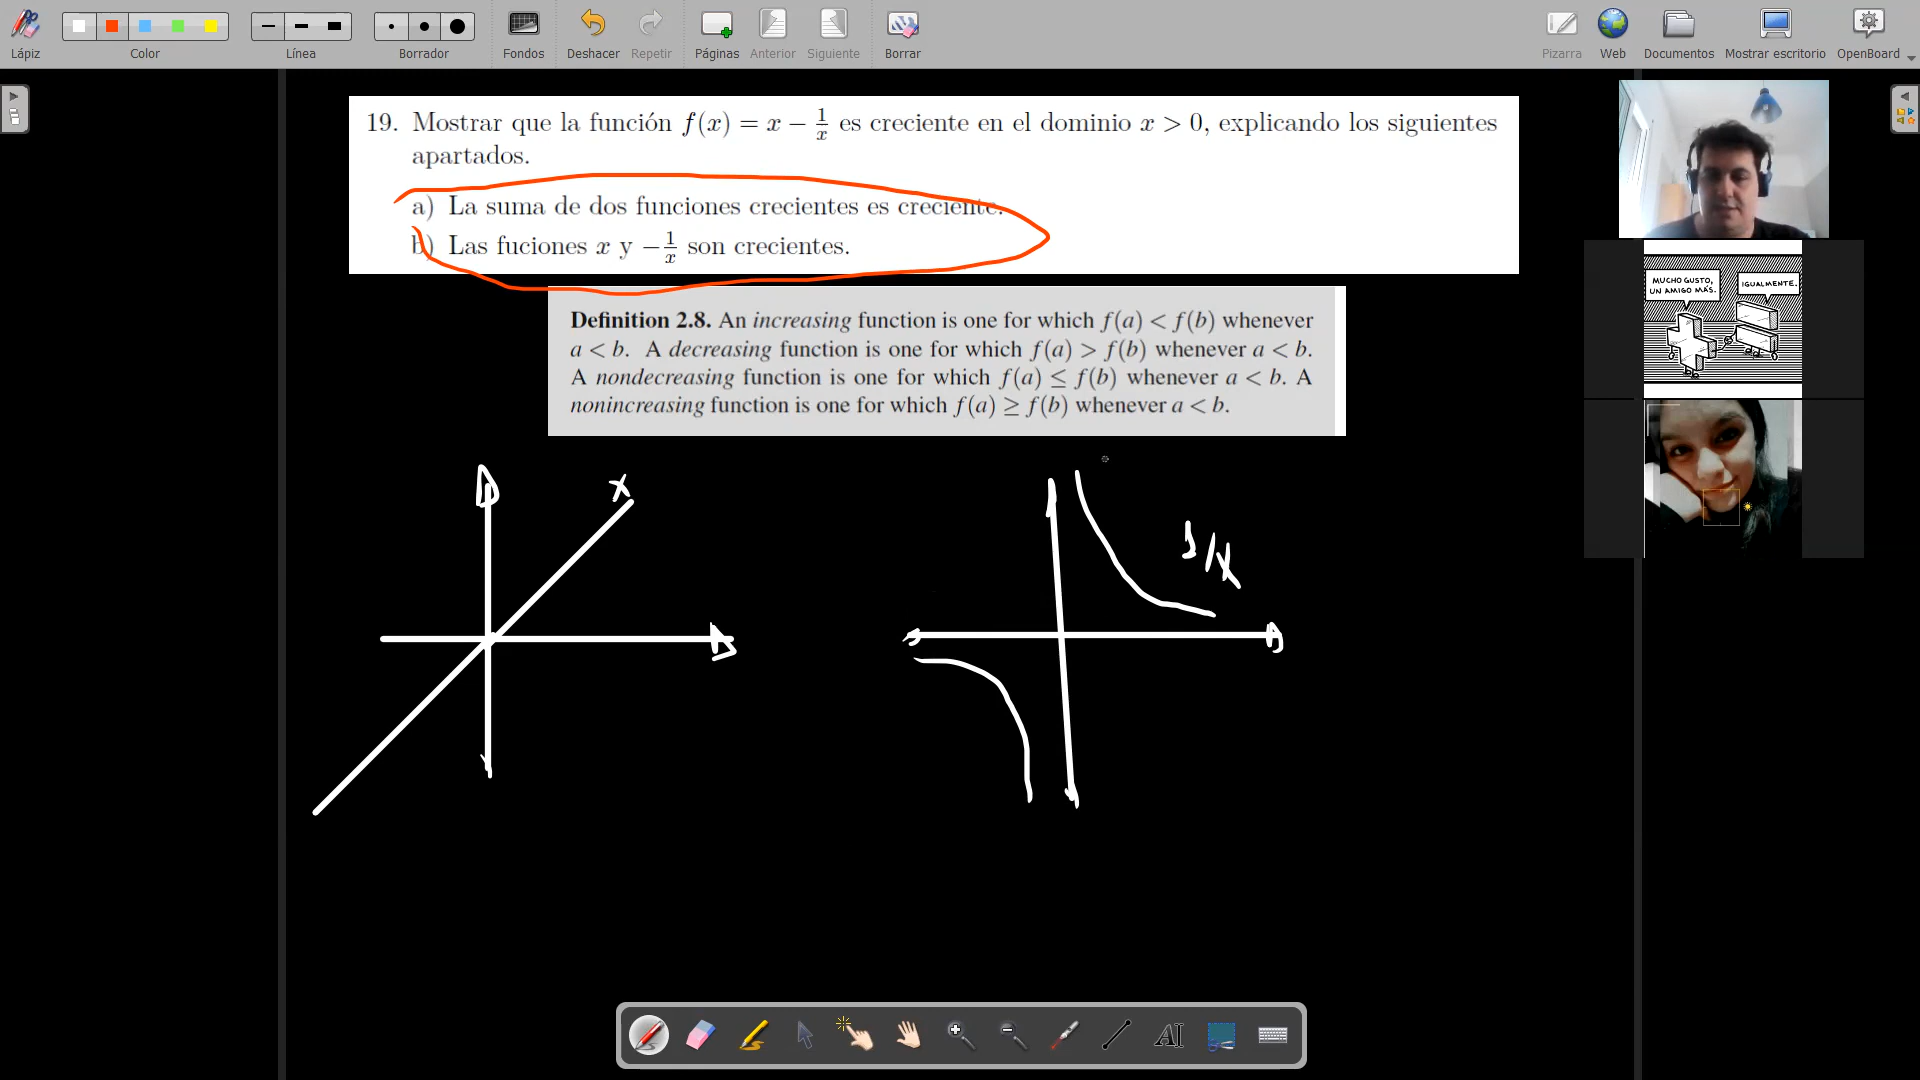 Lápiz
Color
Línea
Borrador
Fondos
Deshacer
Repetir
Páginas
Anterior
Siguiente
Borrar
Pizarra
Web
Documentos
Mostrar escritorio
OpenBoard
19. Mostrar que la función f(x) = x − 1/x es creciente en el dominio x > 0, explicando los siguientes
apartados.
a) La suma de dos funciones crecientes es creciente.
b) Las fuciones x y −1/x son crecientes.
Definition 2.8. An increasing function is one for which f(a) < f(b) whenever
a < b. A decreasing function is one for which f(a) > f(b) whenever a < b.
A nondecreasing function is one for which f(a) ≤ f(b) whenever a < b. A
nonincreasing function is one for which f(a) ≥ f(b) whenever a < b.
x
1/x
MUCHO GUSTO,
UN AMIGO MÁS.
IGUALMENTE.
AI